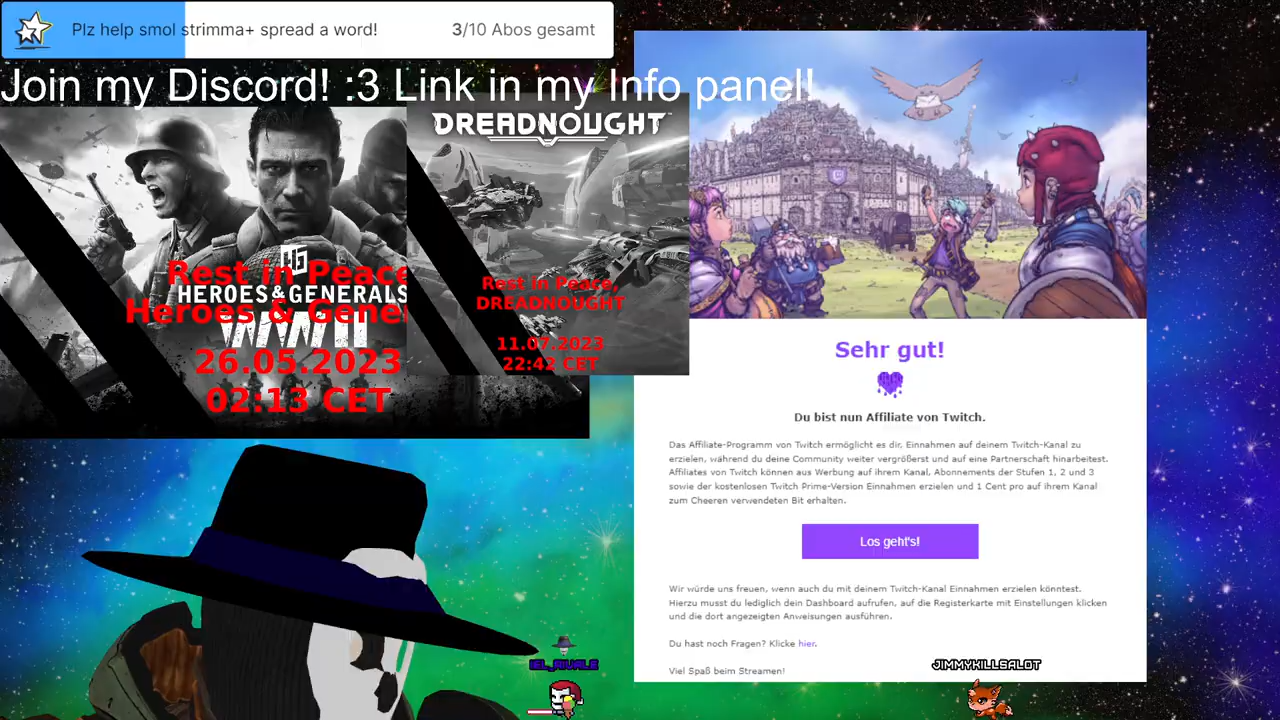 Plz help smol strimma+ spread a word!
3/10 Abos gesamt
Join my Discord! :3 Link in my Info panel!
DREADNOUGHT
Rest in Peace
HEROES & GENERALS
Heroes & Gene
WWII
26.05.2023
02:13 CET
Rest in Peace,
DREADNOUGHT
11.07.2023
22:42 CET
Sehr gut!
Du bist nun Affiliate von Twitch.
Das Affiliate-Programm von Twitch ermöglicht es dir, Einnahmen auf deinem Twitch-Kanal zu
erzielen, während du deine Community weiter vergrößerst und auf eine Partnerschaft hinarbeitest.
Affiliates von Twitch können aus Werbung auf ihrem Kanal, Abonnements der Stufen 1, 2 und 3
sowie der kostenlosen Twitch Prime-Version Einnahmen erzielen und 1 Cent pro auf ihrem Kanal
zum Cheeren verwendeten Bit erhalten.
Los geht's!
Wir würde uns freuen, wenn auch du mit deinem Twitch-Kanal Einnahmen erzielen könntest.
Hierzu musst du lediglich dein Dashboard aufrufen, auf die Registerkarte mit Einstellungen klicken
und die dort angezeigten Anweisungen ausführen.
Du hast noch Fragen? Klicke hier.
Viel Spaß beim Streamen!
JIMMYKILLSALOT